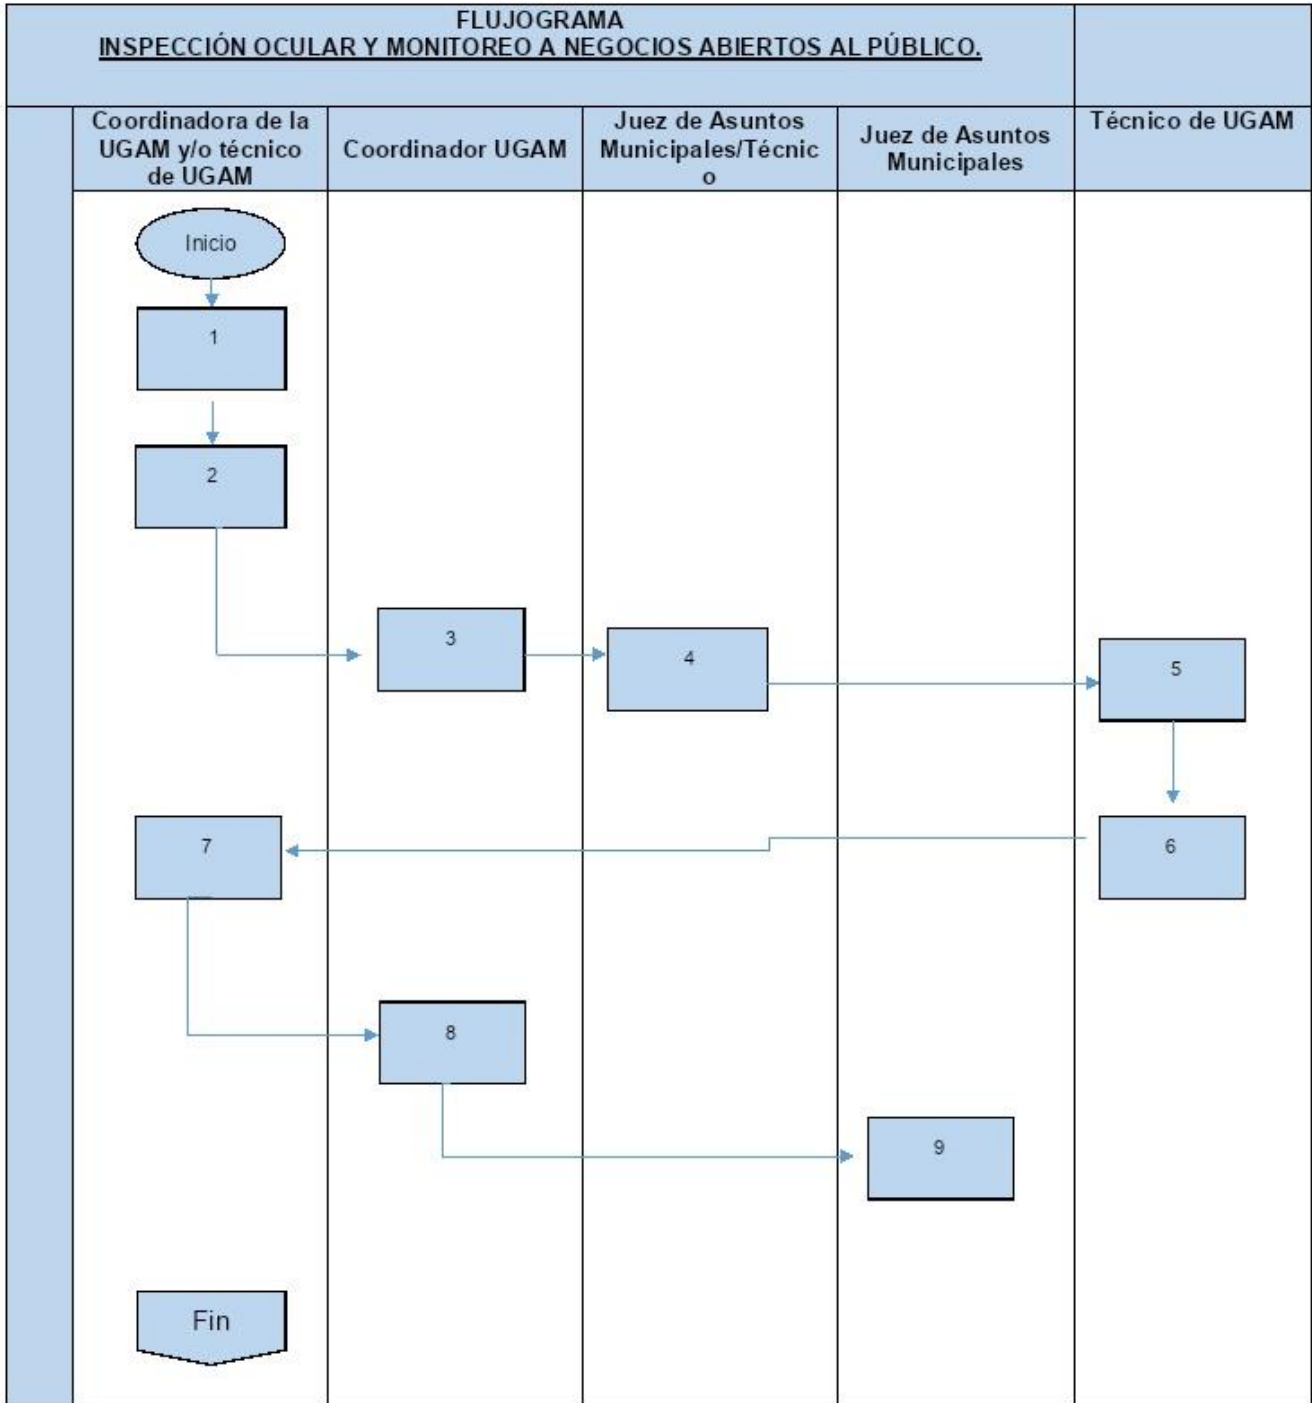 FLUJOGRAMA
INSPECCIÓN OCULAR Y MONITOREO A NEGOCIOS ABIERTOS AL PÚBLICO.
Coordinadora de la
UGAM y/o técnico
de UGAM
Coordinador UGAM
Juez de Asuntos
Municipales/Técnic
o
Juez de Asuntos
Municipales
Técnico de UGAM
Inicio
1
2
3
4
5
6
7
8
9
Fin